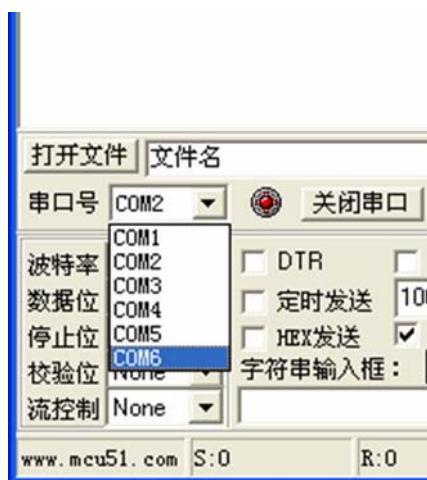 打开文件 文件名
串口号 COM2 关闭串口
COM1
波特率 COM2 DTR
COM3
数据位 COM4 定时发送
停止位 COM5 HEX发送
COM6
校验位 None 字符串输入框：
流控制 None
www.mcu51.com S:0 R:0